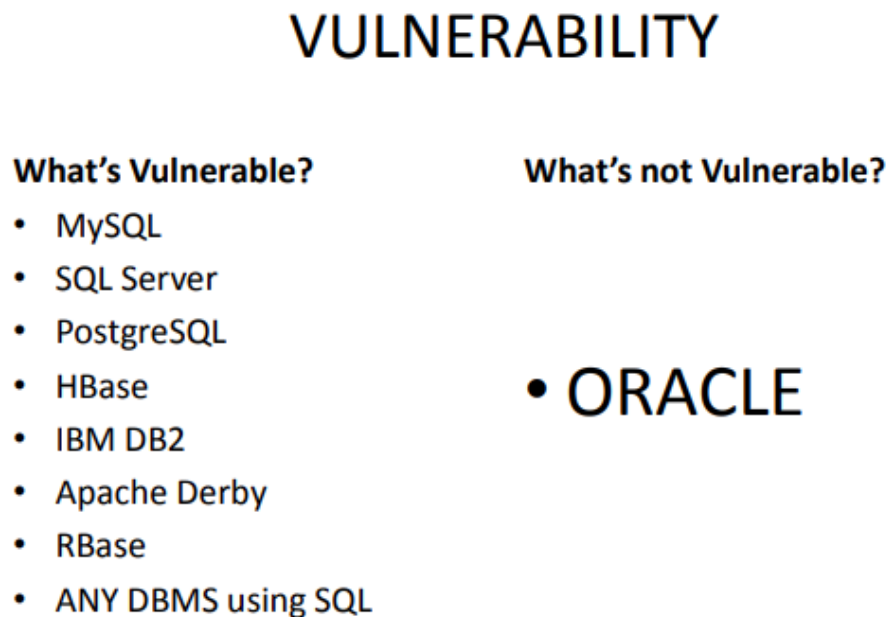 VULNERABILITY
What's Vulnerable?
• MySQL
• SQL Server
• PostgreSQL
• HBase
• IBM DB2
• Apache Derby
• RBase
• ANY DBMS using SQL
What's not Vulnerable?
• ORACLE